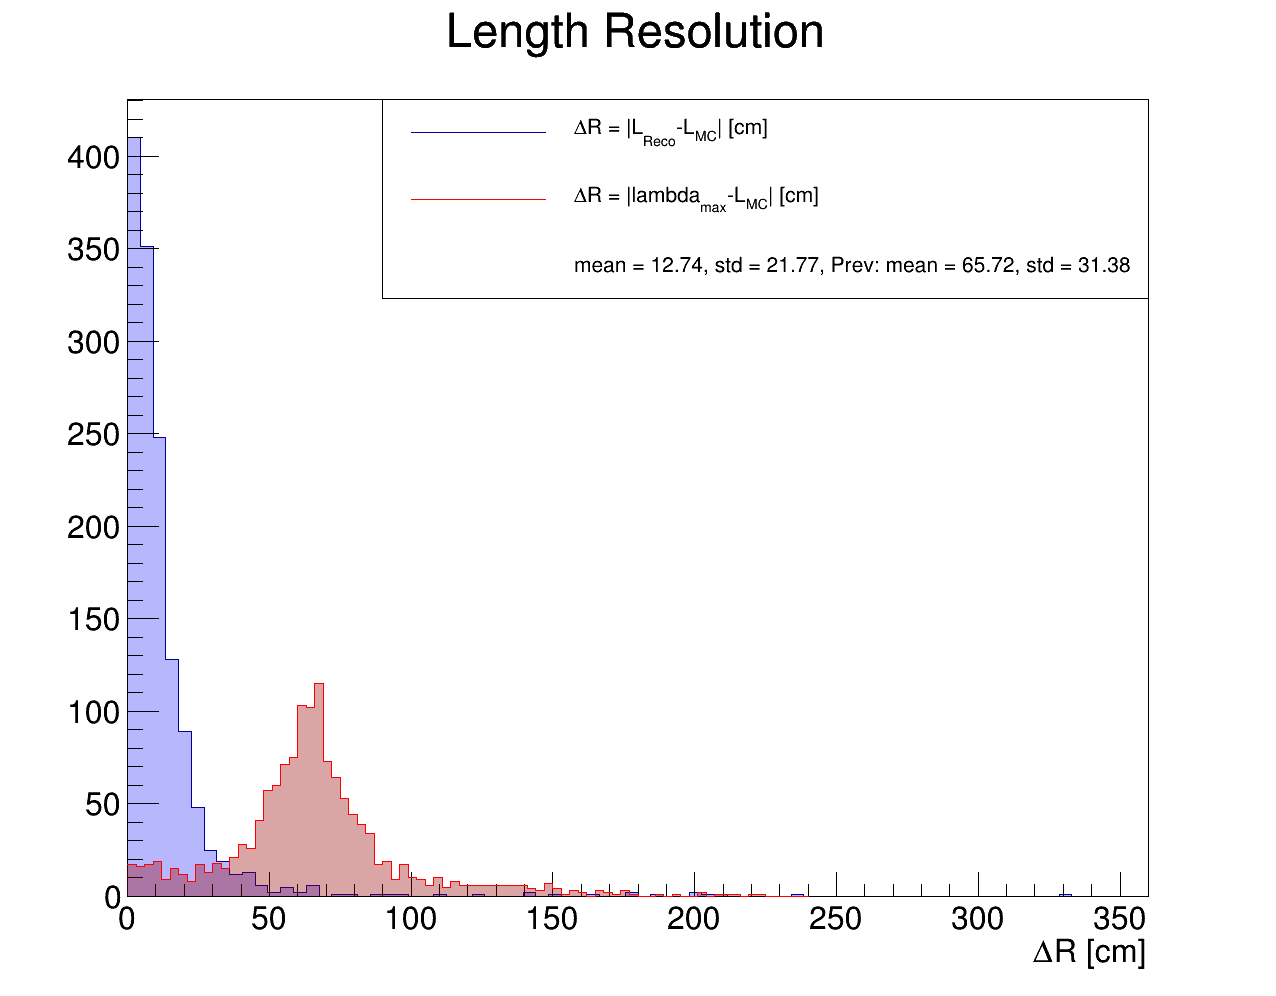 Length Resolution
ΔR = |L_Reco-L_MC| [cm]
ΔR = |lambda_max-L_MC| [cm]
mean = 12.74, std = 21.77, Prev: mean = 65.72, std = 31.38
400
350
300
250
200
150
100
50
0
0 50 100 150 200 250 300 350
ΔR [cm]